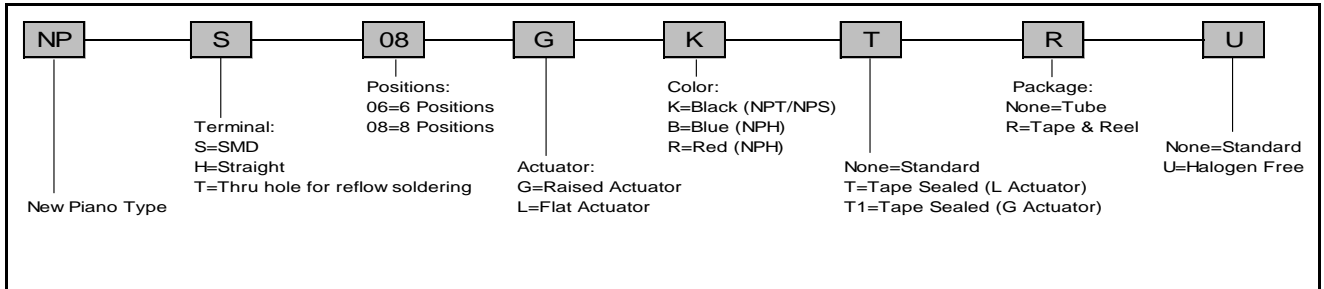 NP S 08 G K T R U
New Piano Type
Terminal:
S=SMD
H=Straight
T=Thru hole for reflow soldering
Positions:
06=6 Positions
08=8 Positions
Actuator:
G=Raised Actuator
L=Flat Actuator
Color:
K=Black (NPT/NPS)
B=Blue (NPH)
R=Red (NPH)
None=Standard
T=Tape Sealed (L Actuator)
T1=Tape Sealed (G Actuator)
Package:
None=Tube
R=Tape & Reel
None=Standard
U=Halogen Free